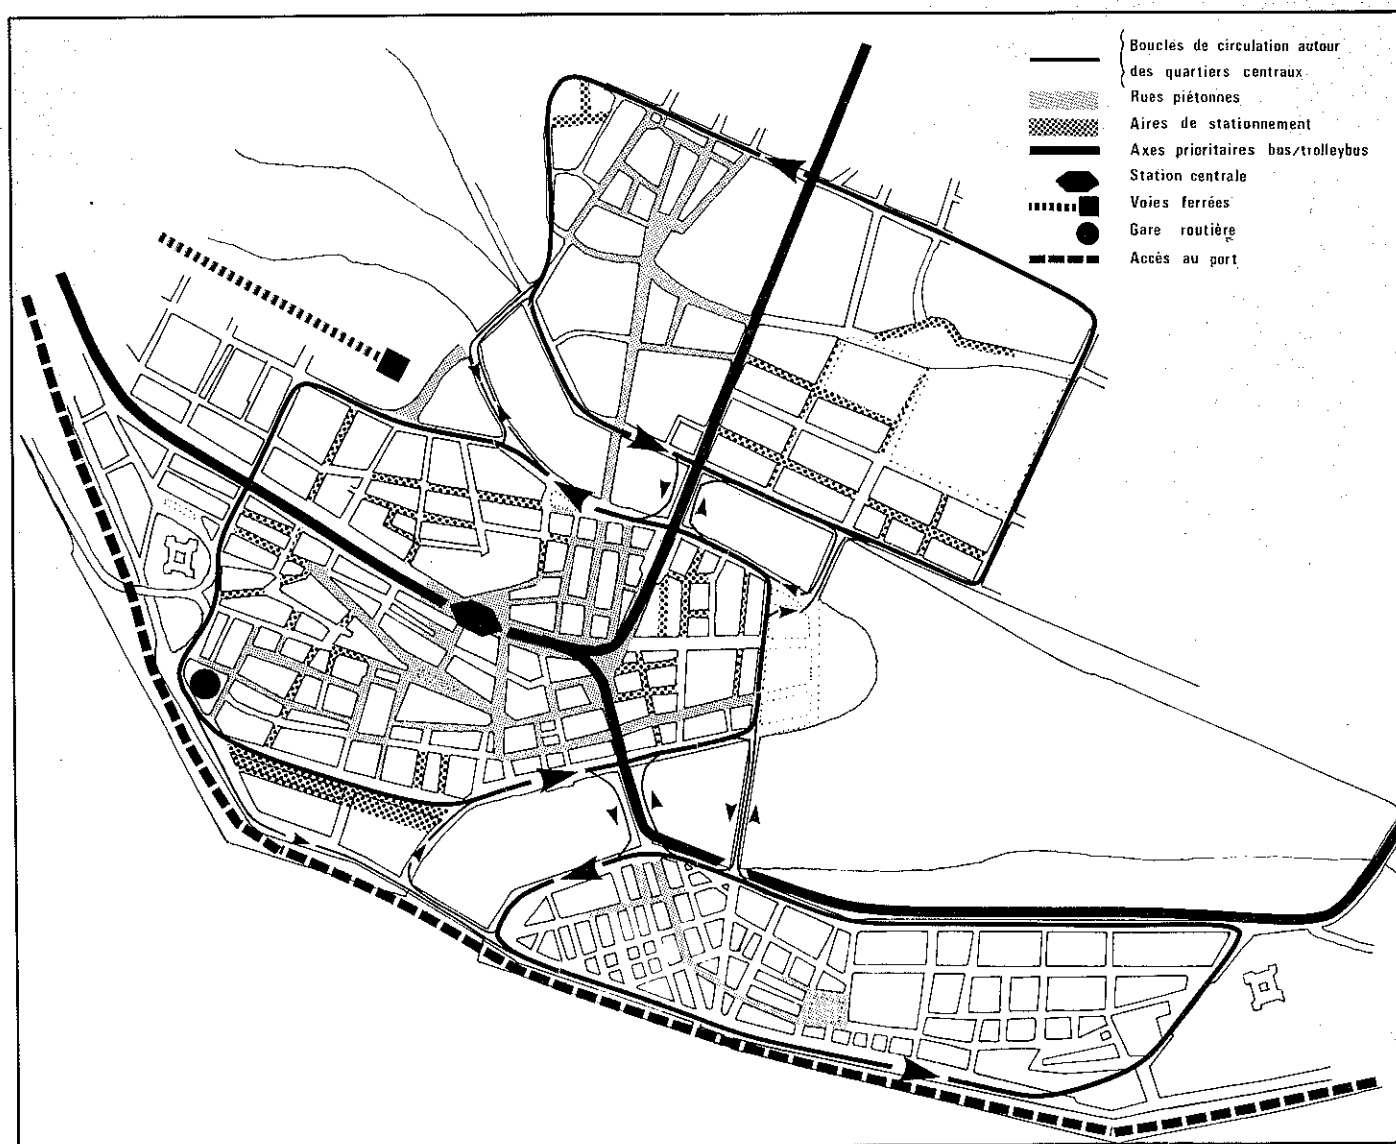 Boucles de circulation autour
des quartiers centraux
Rues piétonnes
Aires de stationnement
Axes prioritaires bus/trolleybus
Station centrale
Voies ferrées
Gare routière
Accès au port